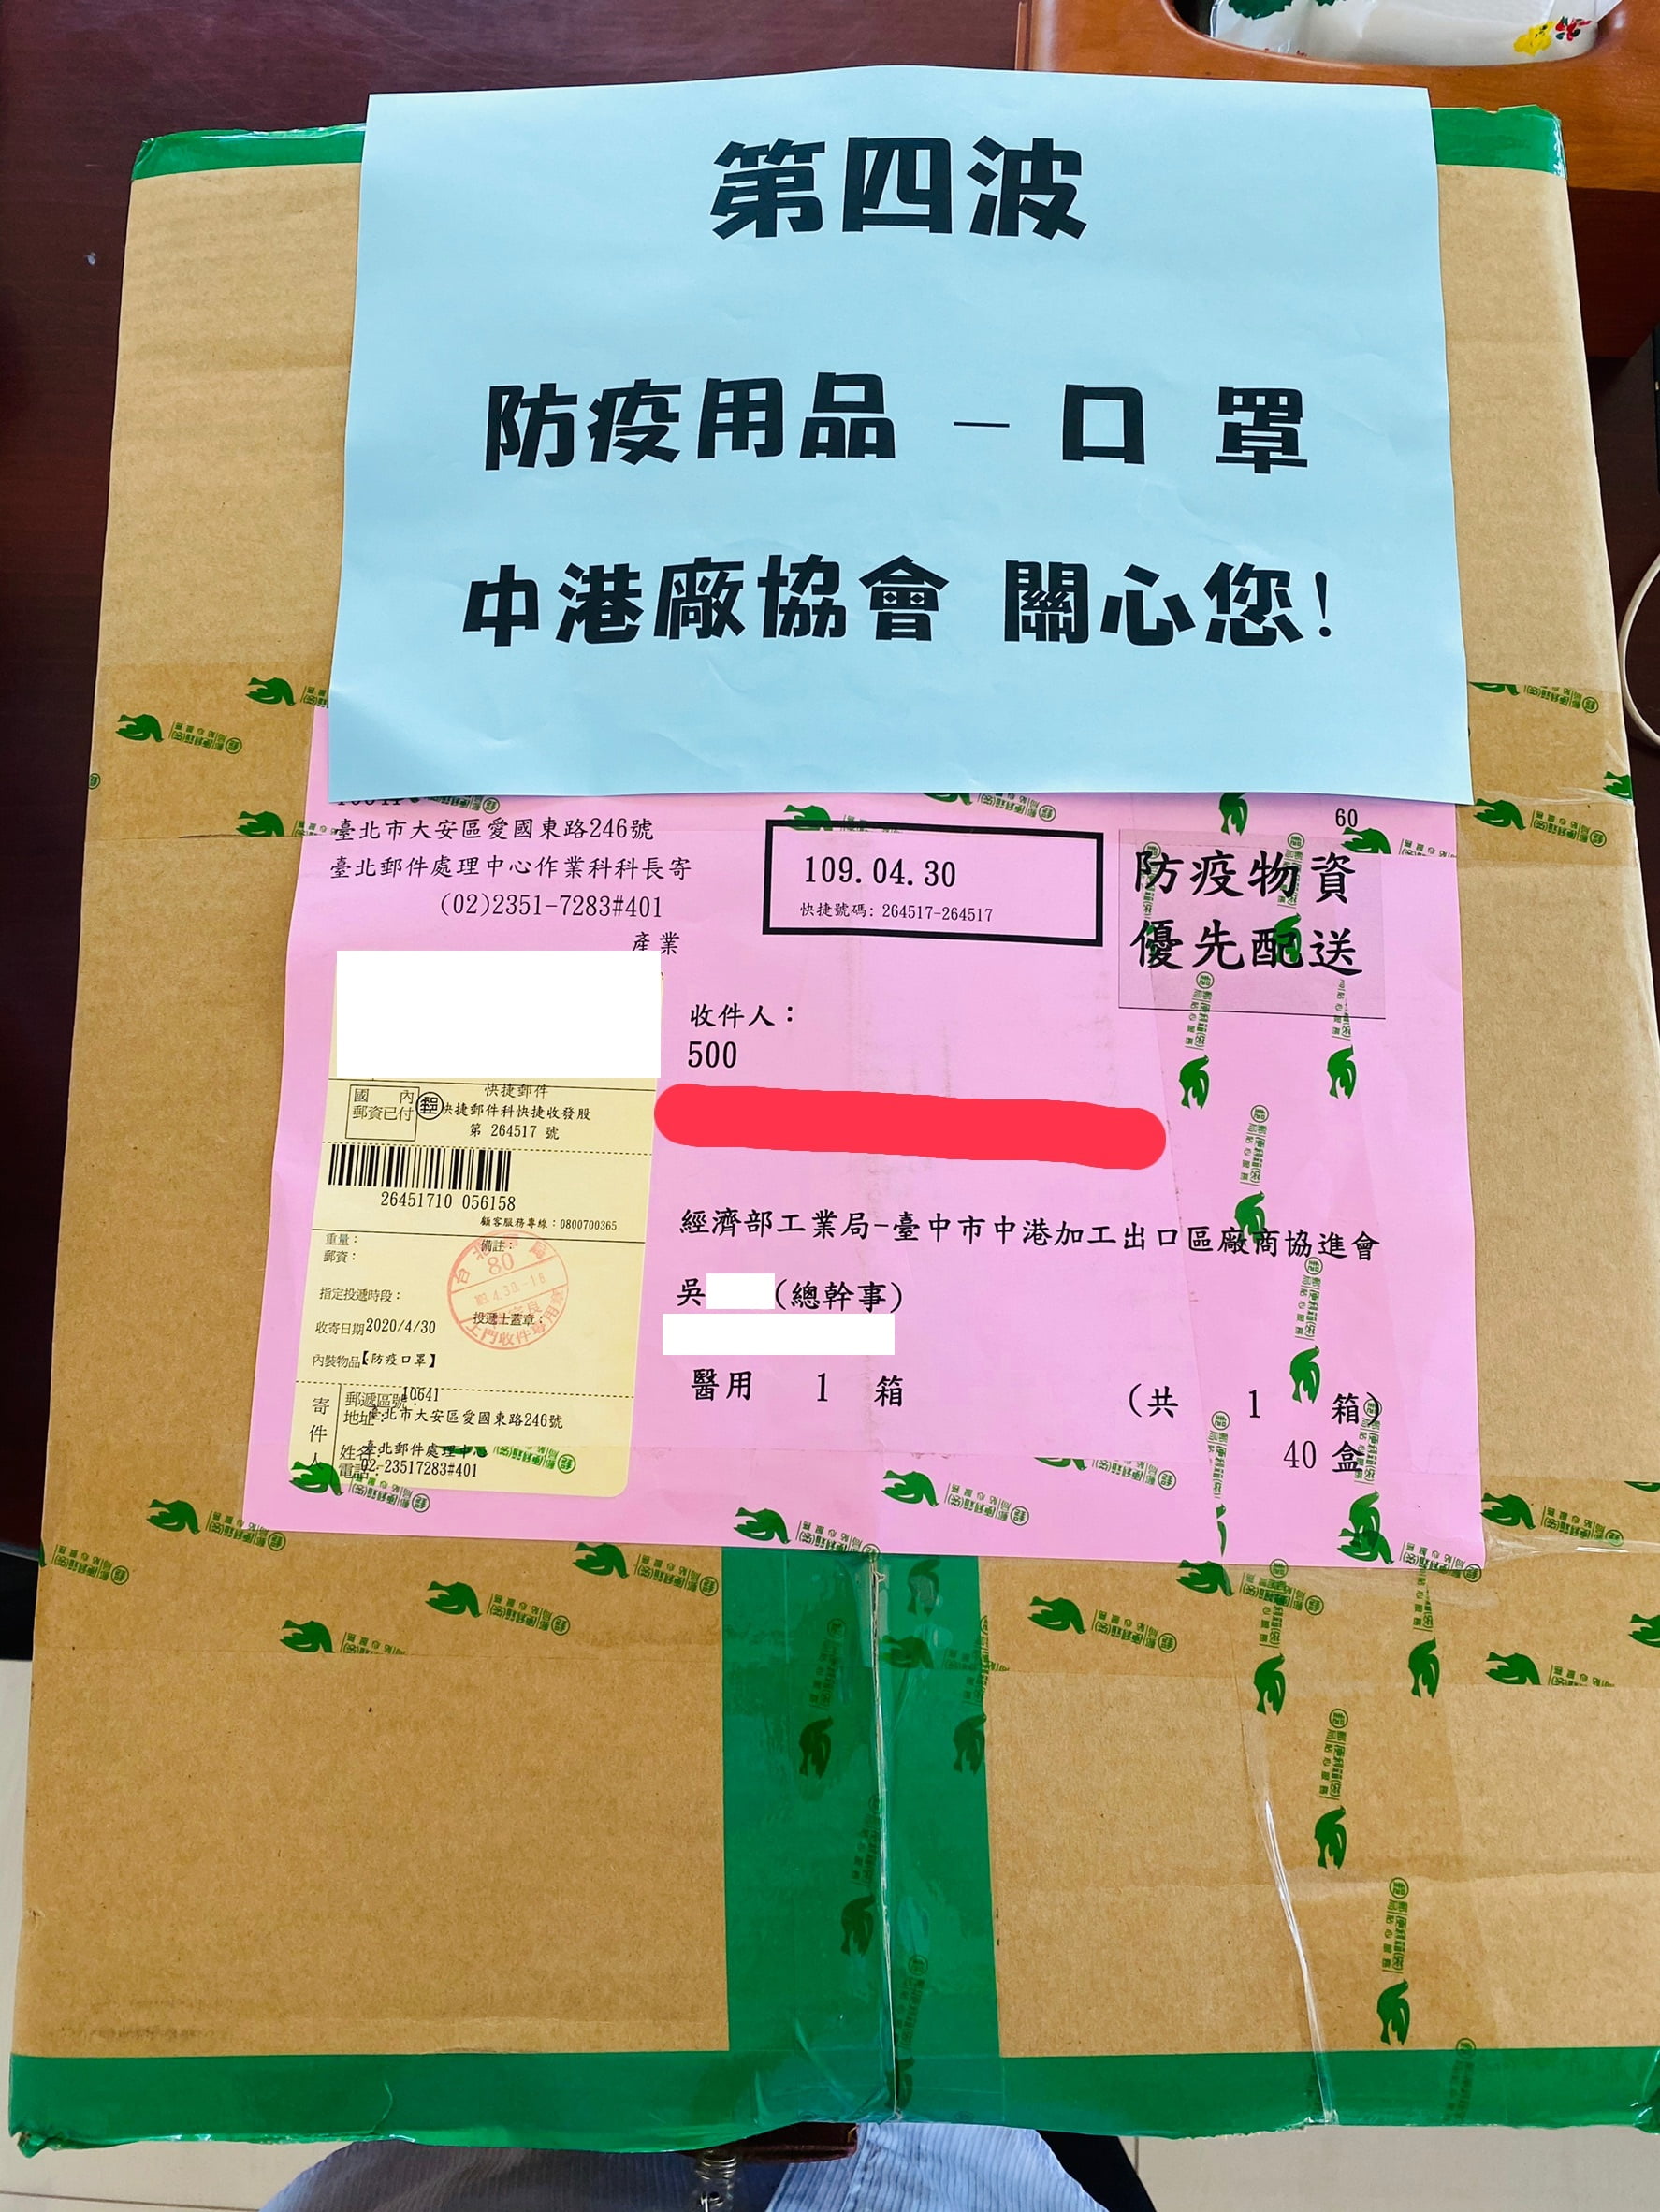 第四波
防疫用品 － 口 罩
中港廠協會 關心您!
60
臺北市大安區愛國東路246號
臺北郵件處理中心作業科科長寄
(02)2351-7283#401
產業
109.04.30
快捷號碼: 264517-264517
防疫物資
優先配送
收件人：
500
經濟部工業局-臺中市中港加工出口區廠商協進會
吳 (總幹事)
醫用 1 箱 (共 1 箱)
40 盒
快捷郵件
國 內
郵資已付
快捷郵件科快捷收發股
第 264517 號
26451710 056158
顧客服務專線：0800700365
重量：
備註：
郵資：
指定投遞時段：
投遞士蓋章：
收寄日期 2020/4/30
內裝物品【防疫口罩】
寄件人
郵遞區號：10641
地址：臺北市大安區愛國東路246號
姓名：臺北郵件處理中心
電話：02-23517283#401